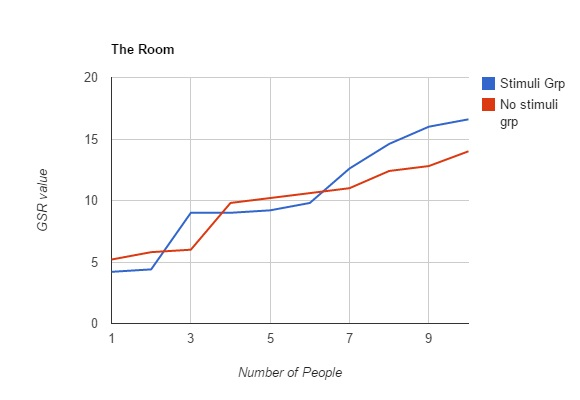 The Room
20
15
10
5
0
GSR value
1 3 5 7 9
Number of People
Stimuli Grp
No stimuli
grp